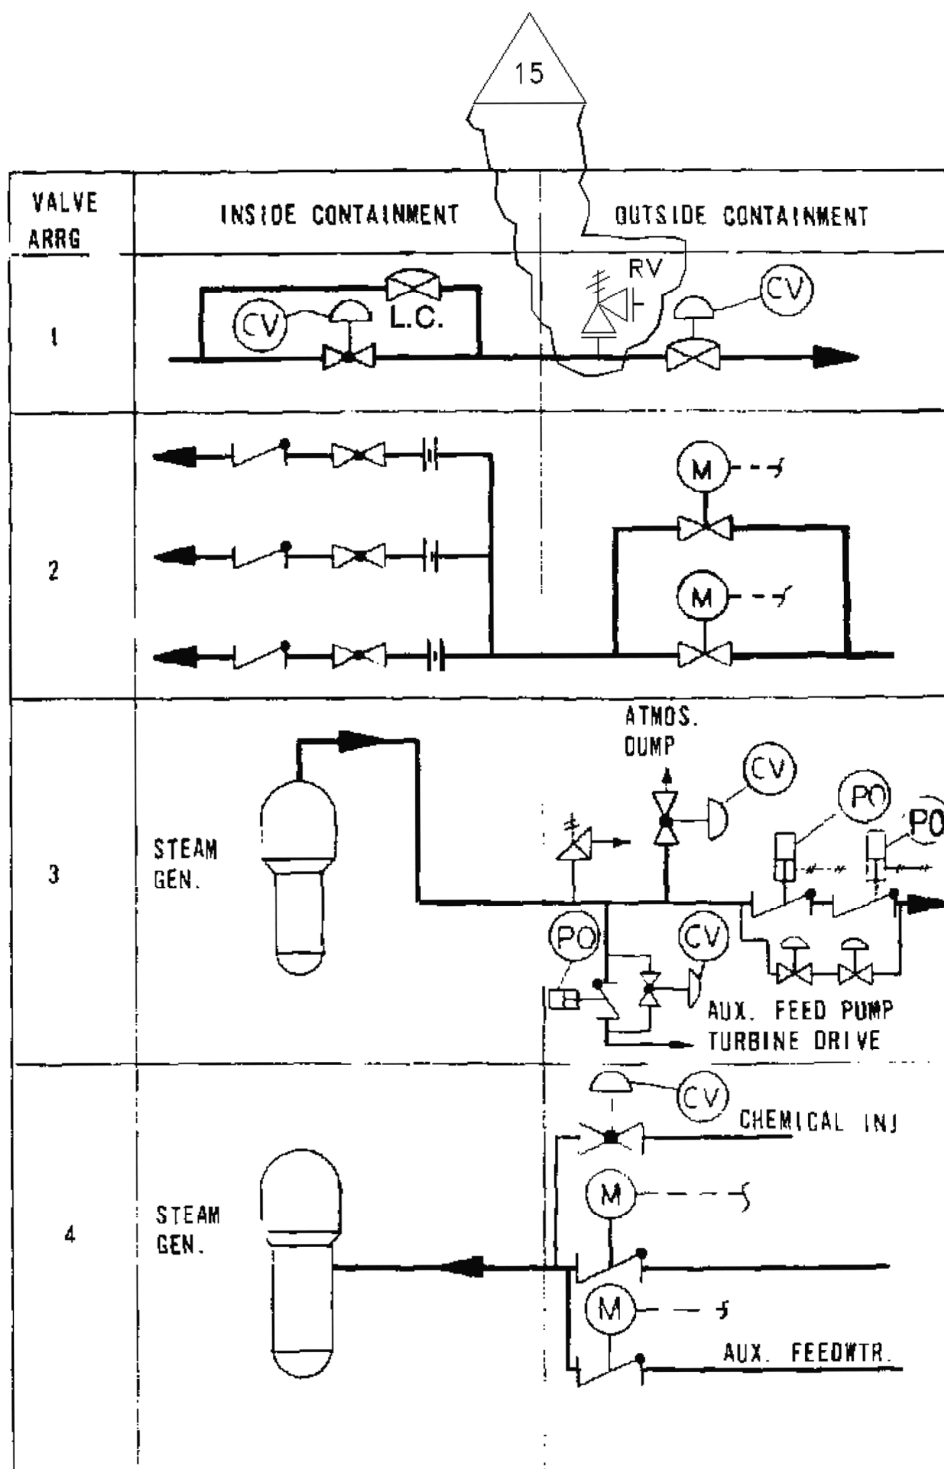 15
VALVE
ARRG
INSIDE CONTAINMENT
OUTSIDE CONTAINMENT
1
CV
L.C.
RV
CV
2
M
M
3
STEAM
GEN.
ATMOS.
DUMP
CV
PO
PO
PO
CV
AUX. FEED PUMP
TURBINE DRIVE
4
STEAM
GEN.
CV
CHEMICAL INJ
M
M
AUX. FEEDWTR.